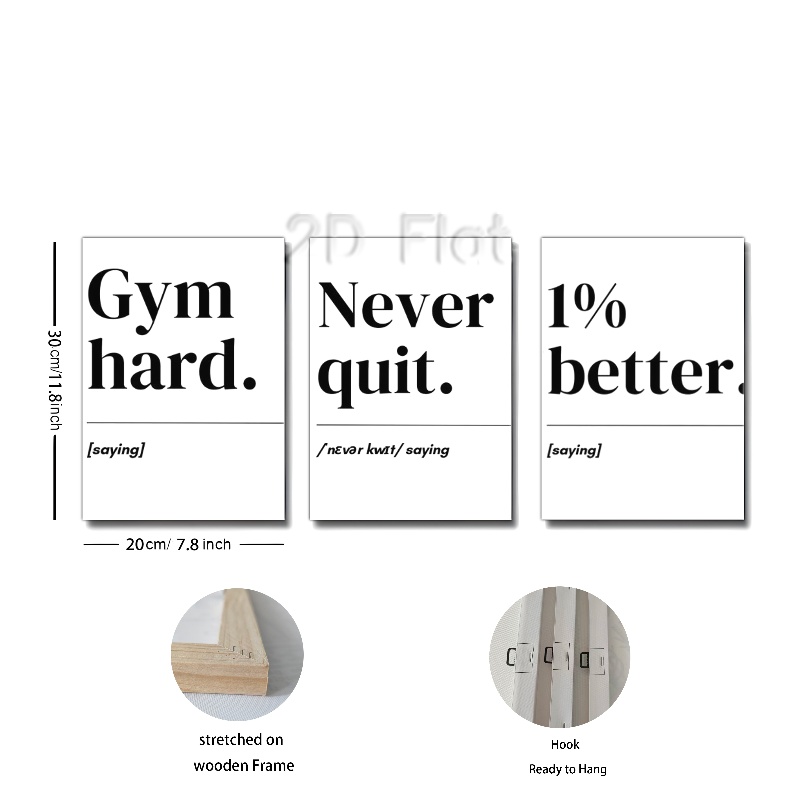 2D Flat
Gym
hard.
[saying]
Never
quit.
/ˈnɛvər kwɪt/ saying
1%
better.
[saying]
30cm/11.8inch
20cm/ 7.8 inch
stretched on
wooden Frame
Hook
Ready to Hang